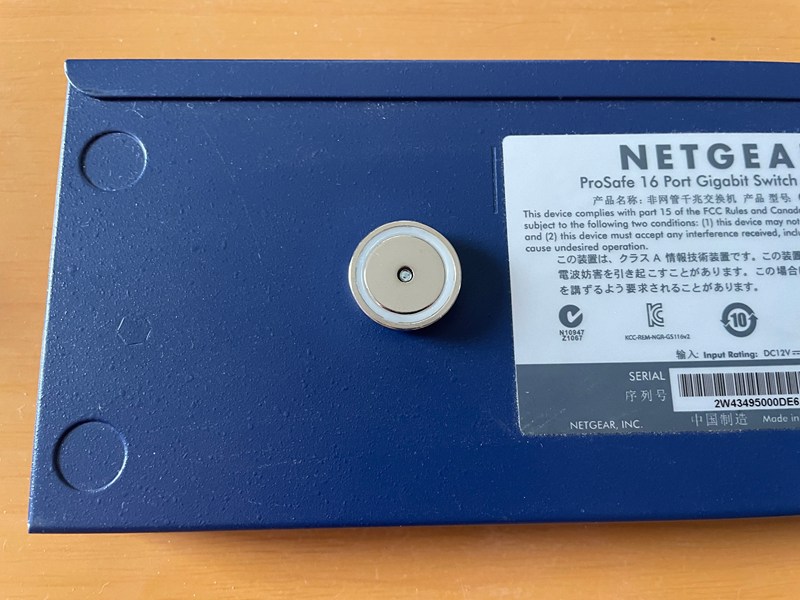 NETGEA
ProSafe 16 Port Gigabit Switch
产品名称: 非网管千兆交换机 产品 型号:
This device complies with part 15 of the FCC Rules and Canada
subject to the following two conditions: (1) this device may not
and (2) this device must accept any interference received, inclu
cause undesired operation.
この装置は、クラス A 情報技術装置です。この装置
電波妨害を引き起こすことがあります。この場合
を講ずるよう要求されることがあります。
N10947
Z1067
KCC-REM-NGR-GS116v2
10
输入: Input Rating: DC12V
SERIAL
序列号
2W43495000DE6
NETGEAR, INC.
中国制造 Made in